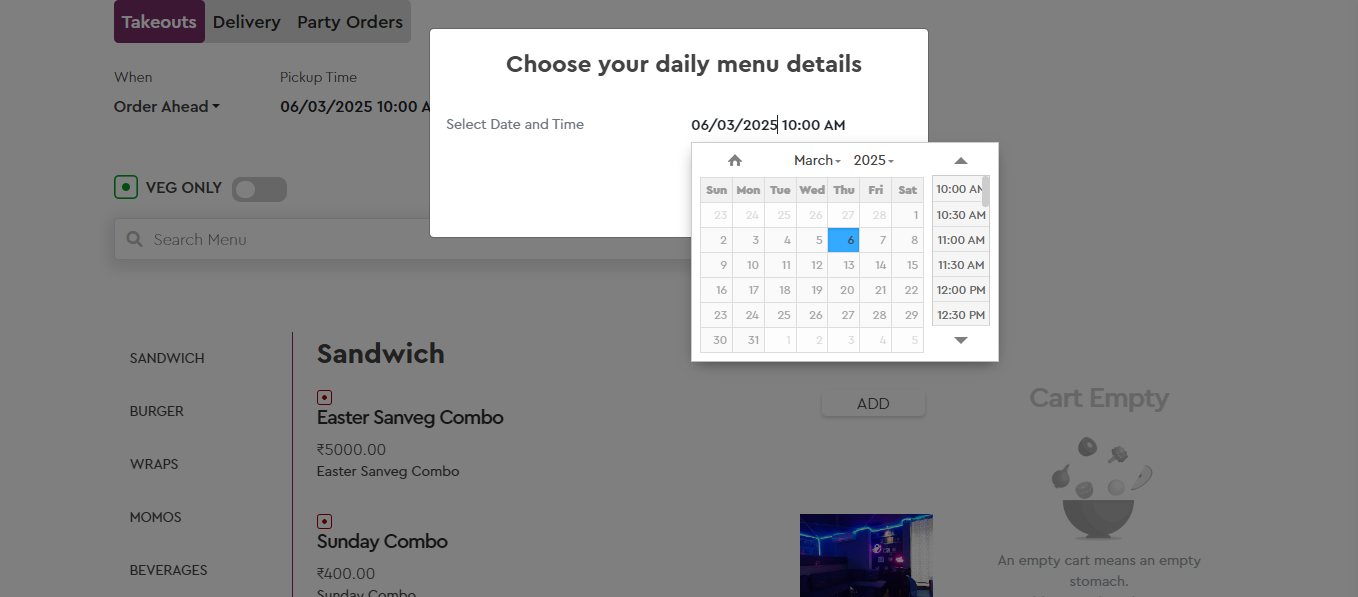 Takeouts Delivery Party Orders
Choose your daily menu details
When Pickup Time
Order Ahead 06/03/2025 10:00 A
Select Date and Time 06/03/2025 10:00 AM
March 2025
Sun Mon Tue Wed Thu Fri Sat
23 24 25 26 27 28 1
2 3 4 5 6 7 8
9 10 11 12 13 14 15
16 17 18 19 20 21 22
23 24 25 26 27 28 29
30 31 1 2 3 4 5
10:00 AM
10:30 AM
11:00 AM
11:30 AM
12:00 PM
12:30 PM
VEG ONLY
Search Menu
SANDWICH
BURGER
WRAPS
MOMOS
BEVERAGES
Sandwich
Easter Sanveg Combo
₹5000.00
Easter Sanveg Combo
ADD
Sunday Combo
₹400.00
Sunday Combo
Cart Empty
An empty cart means an empty
stomach.